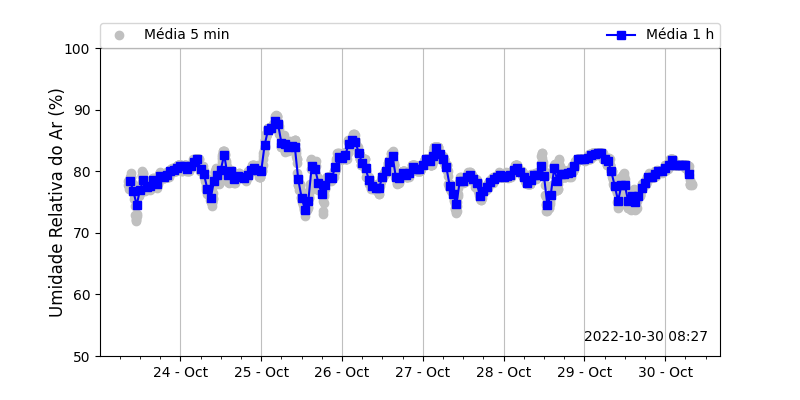 Média 5 min
Média 1 h
Umidade Relativa do Ar (%)
100
90
80
70
60
50
2022-10-30 08:27
24 - Oct
25 - Oct
26 - Oct
27 - Oct
28 - Oct
29 - Oct
30 - Oct